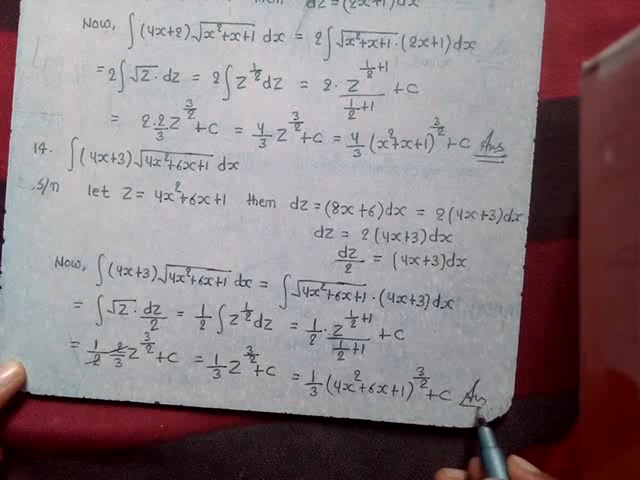 then dz = (2x+1)dx
Now, ∫(4x+2)√(x²+x+1) dx = 2∫√(x²+x+1)·(2x+1)dx
= 2∫√z·dz = 2∫z^(1/2)dz = 2·z^(1/2+1)/(1/2+1) + c
= 2·2/3 z^(3/2) + c = 4/3 z^(3/2) + c = 4/3 (x²+x+1)^(3/2) + c Ans
14. ∫(4x+3)√(4x²+6x+1) dx
S/n let z = 4x²+6x+1 then dz = (8x+6)dx = 2(4x+3)dx
dz = 2(4x+3)dx
dz/2 = (4x+3)dx
Now, ∫(4x+3)√(4x²+6x+1) dx = ∫√(4x²+6x+1)·(4x+3)dx
= ∫√z·dz/2 = 1/2∫z^(1/2)dz = 1/2·z^(1/2+1)/(1/2+1) + c
= 1/2 2/3 z^(3/2) + c = 1/3 z^(3/2) + c = 1/3 (4x²+6x+1)^(3/2) + c Ans